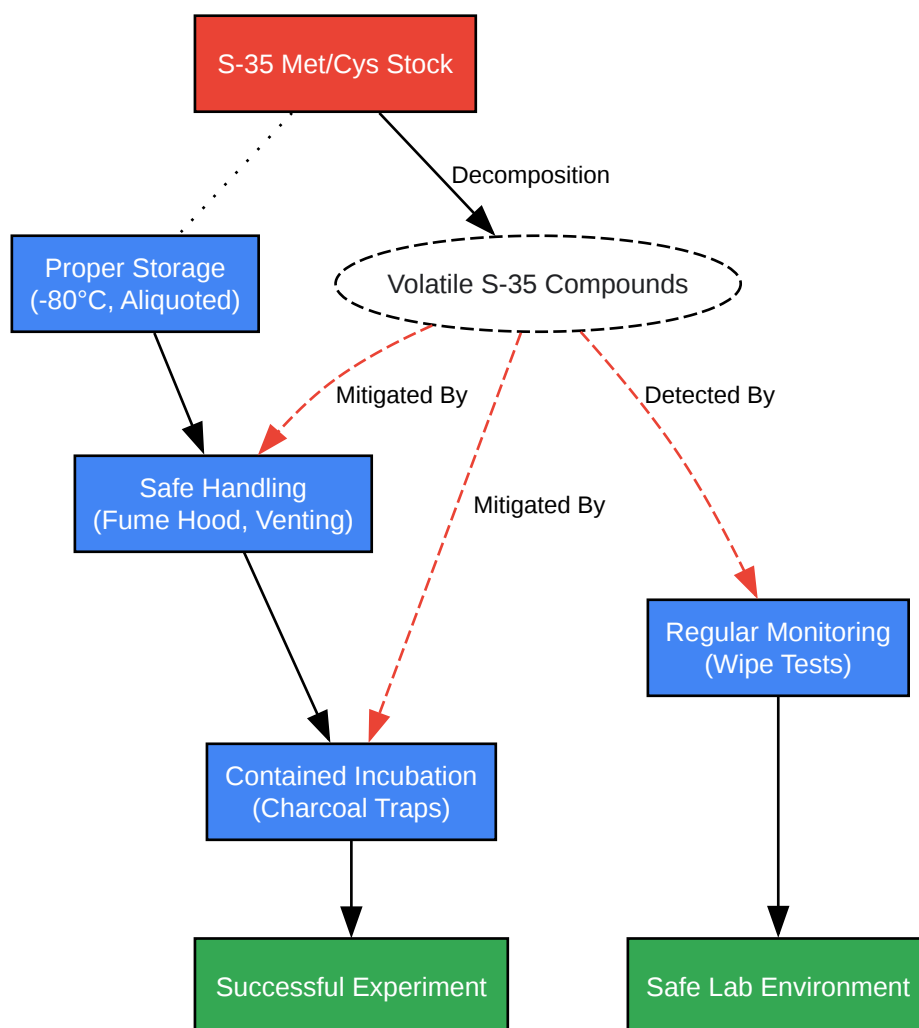 S-35 Met/Cys Stock
Decomposition
Proper Storage
(-80°C, Aliquoted)
Volatile S-35 Compounds
Mitigated By
Detected By
Safe Handling
(Fume Hood, Venting)
Mitigated By
Regular Monitoring
(Wipe Tests)
Contained Incubation
(Charcoal Traps)
Successful Experiment
Safe Lab Environment